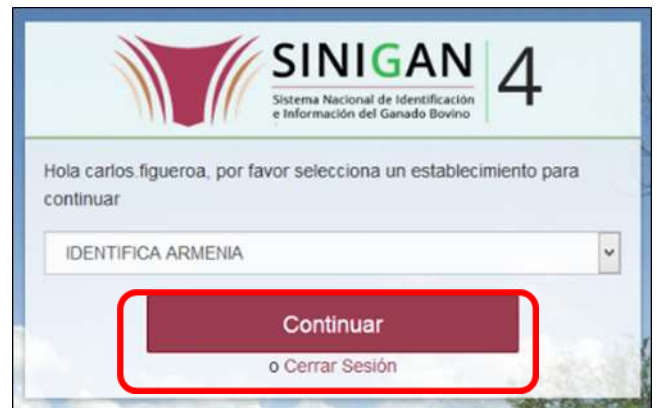 SINIGAN 4
Sistema Nacional de Identificación
e Información del Ganado Bovino
Hola carlos.figueroa, por favor selecciona un establecimiento para
continuar
IDENTIFICA ARMENIA
Continuar
o Cerrar Sesión